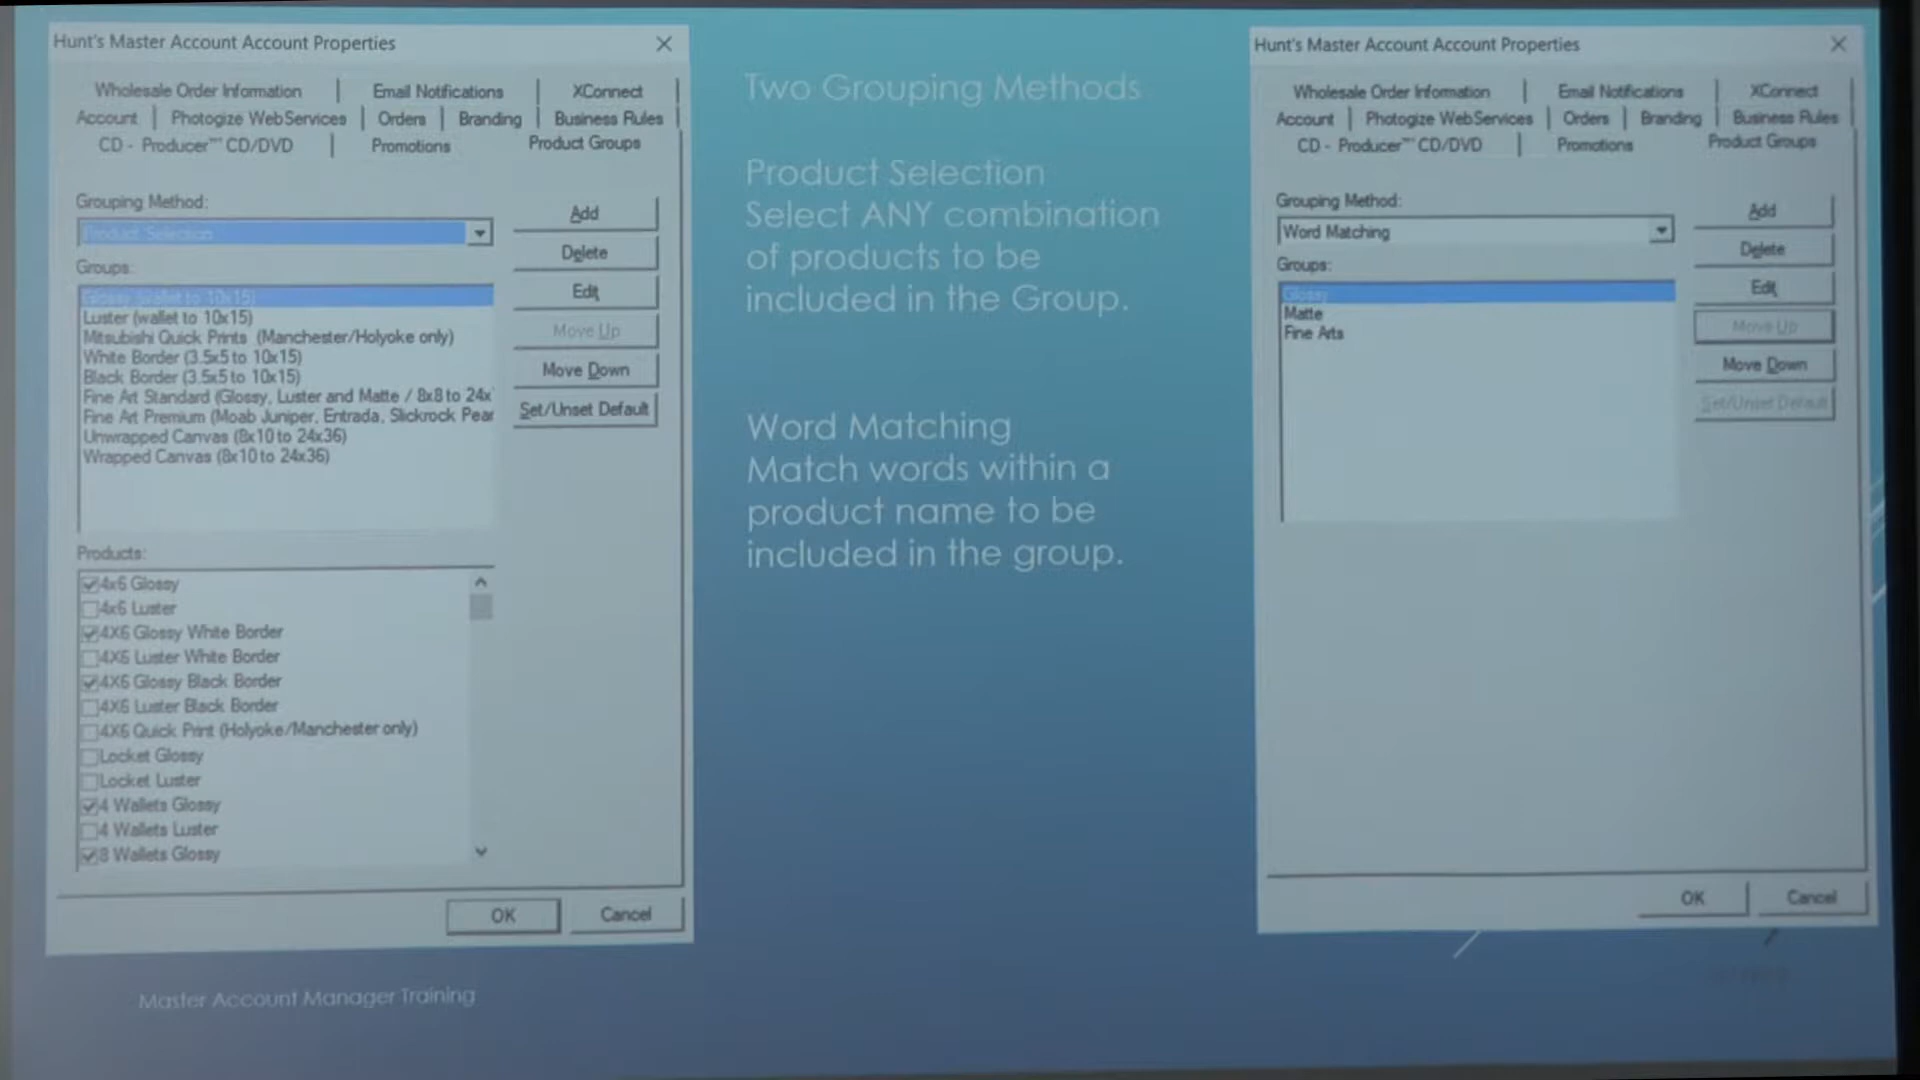 Hunt's Master Account Account Properties
Wholesale Order Information
Email Notifications
XConnect
Account
Photogize WebServices
Orders
Branding
Business Rules
CD - Producer™ CD/DVD
Promotions
Product Groups
Grouping Method:
Product Selection
Groups:
Glossy (wallet to 10x15)
Luster (wallet to 10x15)
Mitsubishi Quick Prints (Manchester/Holyoke only)
White Border (3.5x5 to 10x15)
Black Border (3.5x5 to 10x15)
Fine Art Standard (Glossy, Luster and Matte / 8x8 to 24x
Fine Art Premium (Moab Juniper, Entrada, Slickrock Pear
Unwrapped Canvas (8x10 to 24x36)
Wrapped Canvas (8x10 to 24x36)
Add
Delete
Edit
Move Up
Move Down
Set/Unset Default
Products:
4x6 Glossy
4x6 Luster
4X6 Glossy White Border
4X6 Luster White Border
4X6 Glossy Black Border
4X6 Luster Black Border
4X6 Quick Print (Holyoke/Manchester only)
Locket Glossy
Locket Luster
4 Wallets Glossy
4 Wallets Luster
8 Wallets Glossy
OK
Cancel
Two Grouping Methods
Product Selection
Select ANY combination
of products to be
included in the Group.
Word Matching
Match words within a
product name to be
included in the group.
Hunt's Master Account Account Properties
Wholesale Order Information
Email Notifications
XConnect
Account
Photogize WebServices
Orders
Branding
Business Rules
CD - Producer™ CD/DVD
Promotions
Product Groups
Grouping Method:
Word Matching
Groups:
Glossy
Matte
Fine Arts
Add
Delete
Edit
Move Up
Move Down
Set/Unset Default
OK
Cancel
Master Account Manager Training